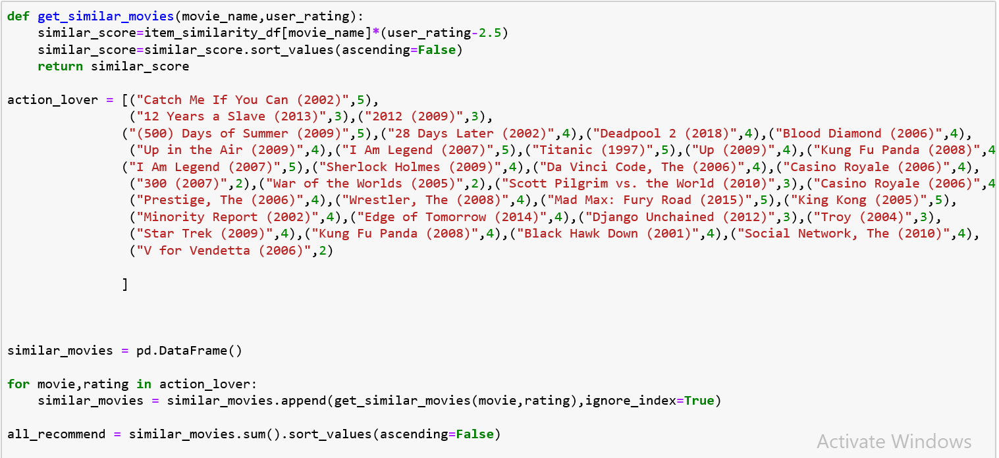 def get_similar_movies(movie_name,user_rating):
    similar_score=item_similarity_df[movie_name]*(user_rating-2.5)
    similar_score=similar_score.sort_values(ascending=False)
    return similar_score
action_lover = [("Catch Me If You Can (2002)",5),
                ("12 Years a Slave (2013)",3),("2012 (2009)",3),
               ("(500) Days of Summer (2009)",5),("28 Days Later (2002)",4),("Deadpool 2 (2018)",4),("Blood Diamond (2006)",4),
                ("Up in the Air (2009)",4),("I Am Legend (2007)",5),("Titanic (1997)",5),("Up (2009)",4),("Kung Fu Panda (2008)",4
               ("I Am Legend (2007)",5),("Sherlock Holmes (2009)",4),("Da Vinci Code, The (2006)",4),("Casino Royale (2006)",4),
                ("300 (2007)",2),("War of the Worlds (2005)",2),("Scott Pilgrim vs. the World (2010)",3),("Casino Royale (2006)",4
                ("Prestige, The (2006)",4),("Wrestler, The (2008)",4),("Mad Max: Fury Road (2015)",5),("King Kong (2005)",5),
                ("Minority Report (2002)",4),("Edge of Tomorrow (2014)",4),("Django Unchained (2012)",3),("Troy (2004)",3),
                ("Star Trek (2009)",4),("Kung Fu Panda (2008)",4),("Black Hawk Down (2001)",4),("Social Network, The (2010)",4),
                ("V for Vendetta (2006)",2)
               ]
similar_movies = pd.DataFrame()
for movie,rating in action_lover:
    similar_movies = similar_movies.append(get_similar_movies(movie,rating),ignore_index=True)
all_recommend = similar_movies.sum().sort_values(ascending=False)
Activate Windows